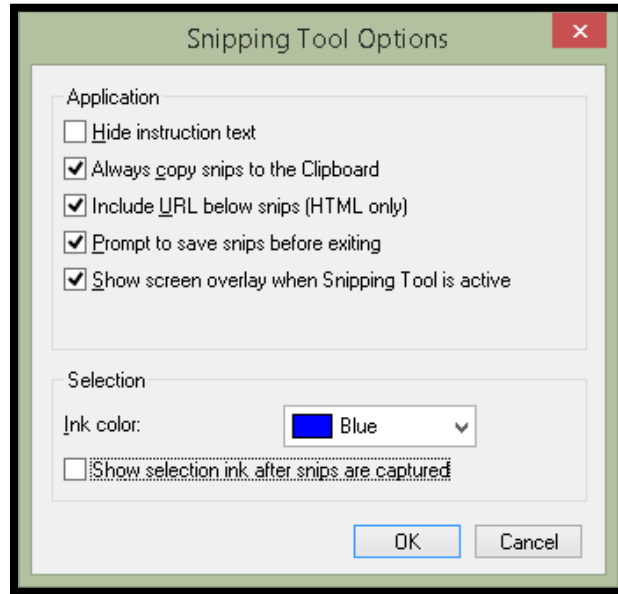 Snipping Tool Options
Application
Hide instruction text
Always copy snips to the Clipboard
Include URL below snips (HTML only)
Prompt to save snips before exiting
Show screen overlay when Snipping Tool is active
Selection
Ink color: Blue
Show selection ink after snips are captured
OK Cancel